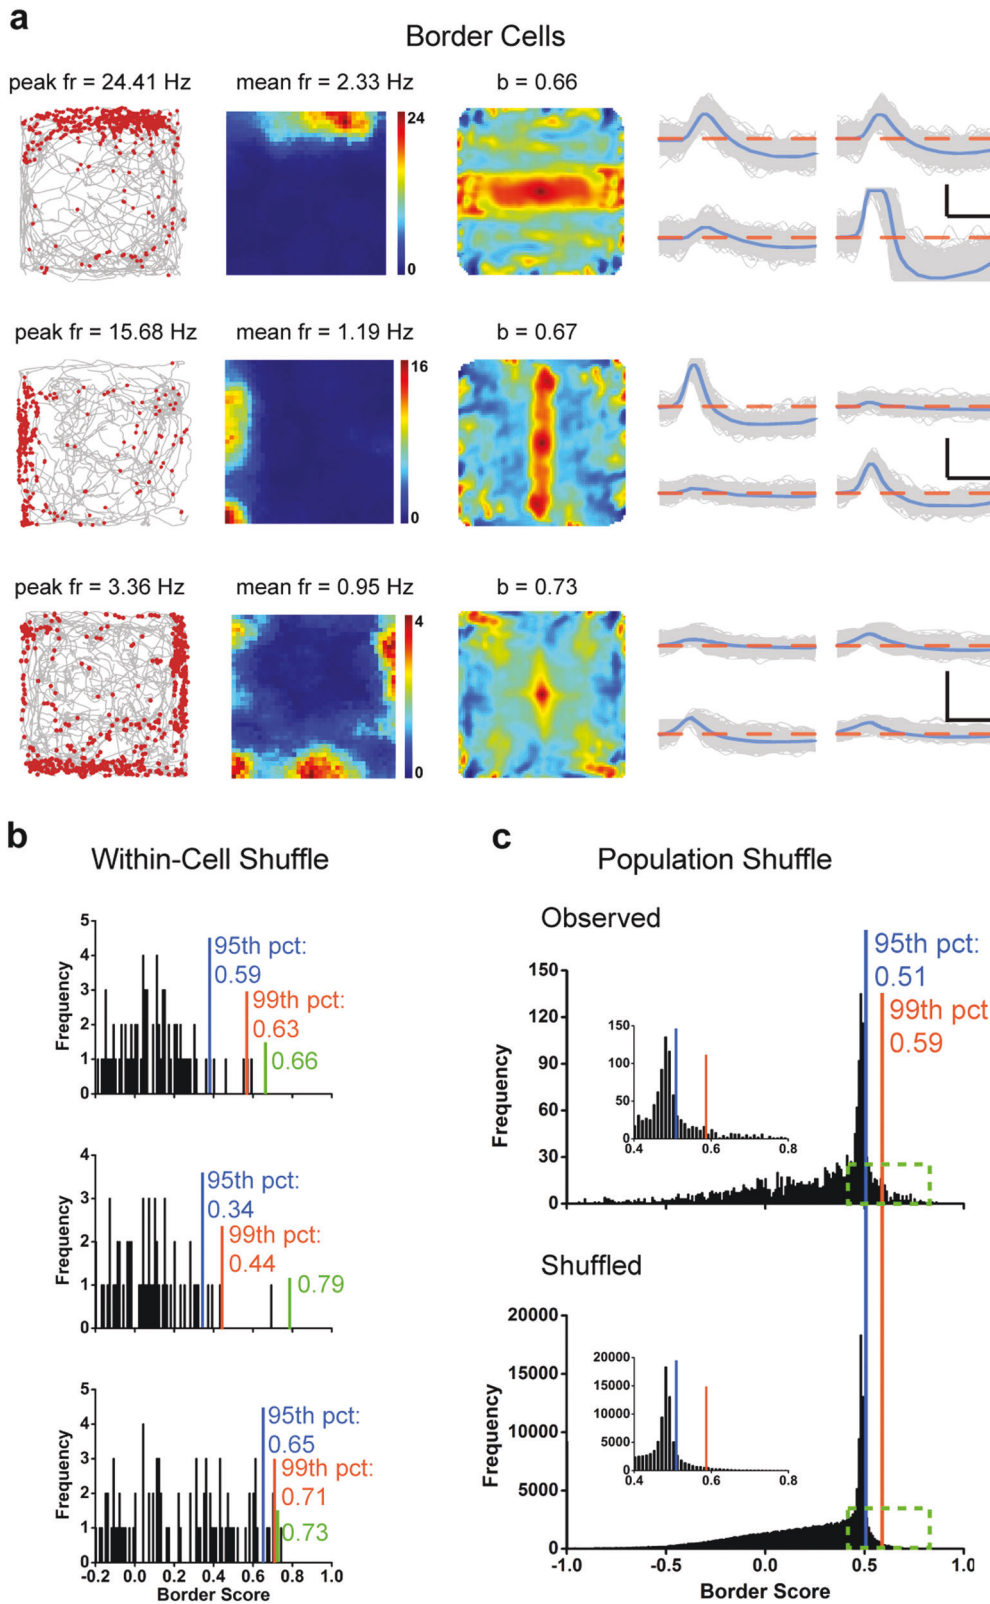 a
Border Cells
peak fr = 24.41 Hz
mean fr = 2.33 Hz
b = 0.66
24
0
peak fr = 15.68 Hz
mean fr = 1.19 Hz
b = 0.67
16
0
peak fr = 3.36 Hz
mean fr = 0.95 Hz
b = 0.73
4
0
b
Within-Cell Shuffle
5
4
3
2
1
0
Frequency
95th pct:
0.59
99th pct:
0.63
0.66
4
3
2
1
0
Frequency
95th pct:
0.34
99th pct:
0.44
0.79
5
4
3
2
1
0
Frequency
95th pct:
0.65
99th pct:
0.71
0.73
-0.2 0.0 0.2 0.4 0.6 0.8 1.0
Border Score
c
Population Shuffle
Observed
150
120
90
60
30
0
Frequency
95th pct:
0.51
99th pct
0.59
150
100
50
0
0.4 0.6 0.8
Shuffled
20000
15000
10000
5000
0
Frequency
20000
15000
10000
5000
0
0.4 0.6 0.8
-1.0 -0.5 0.0 0.5 1.0
Border Score